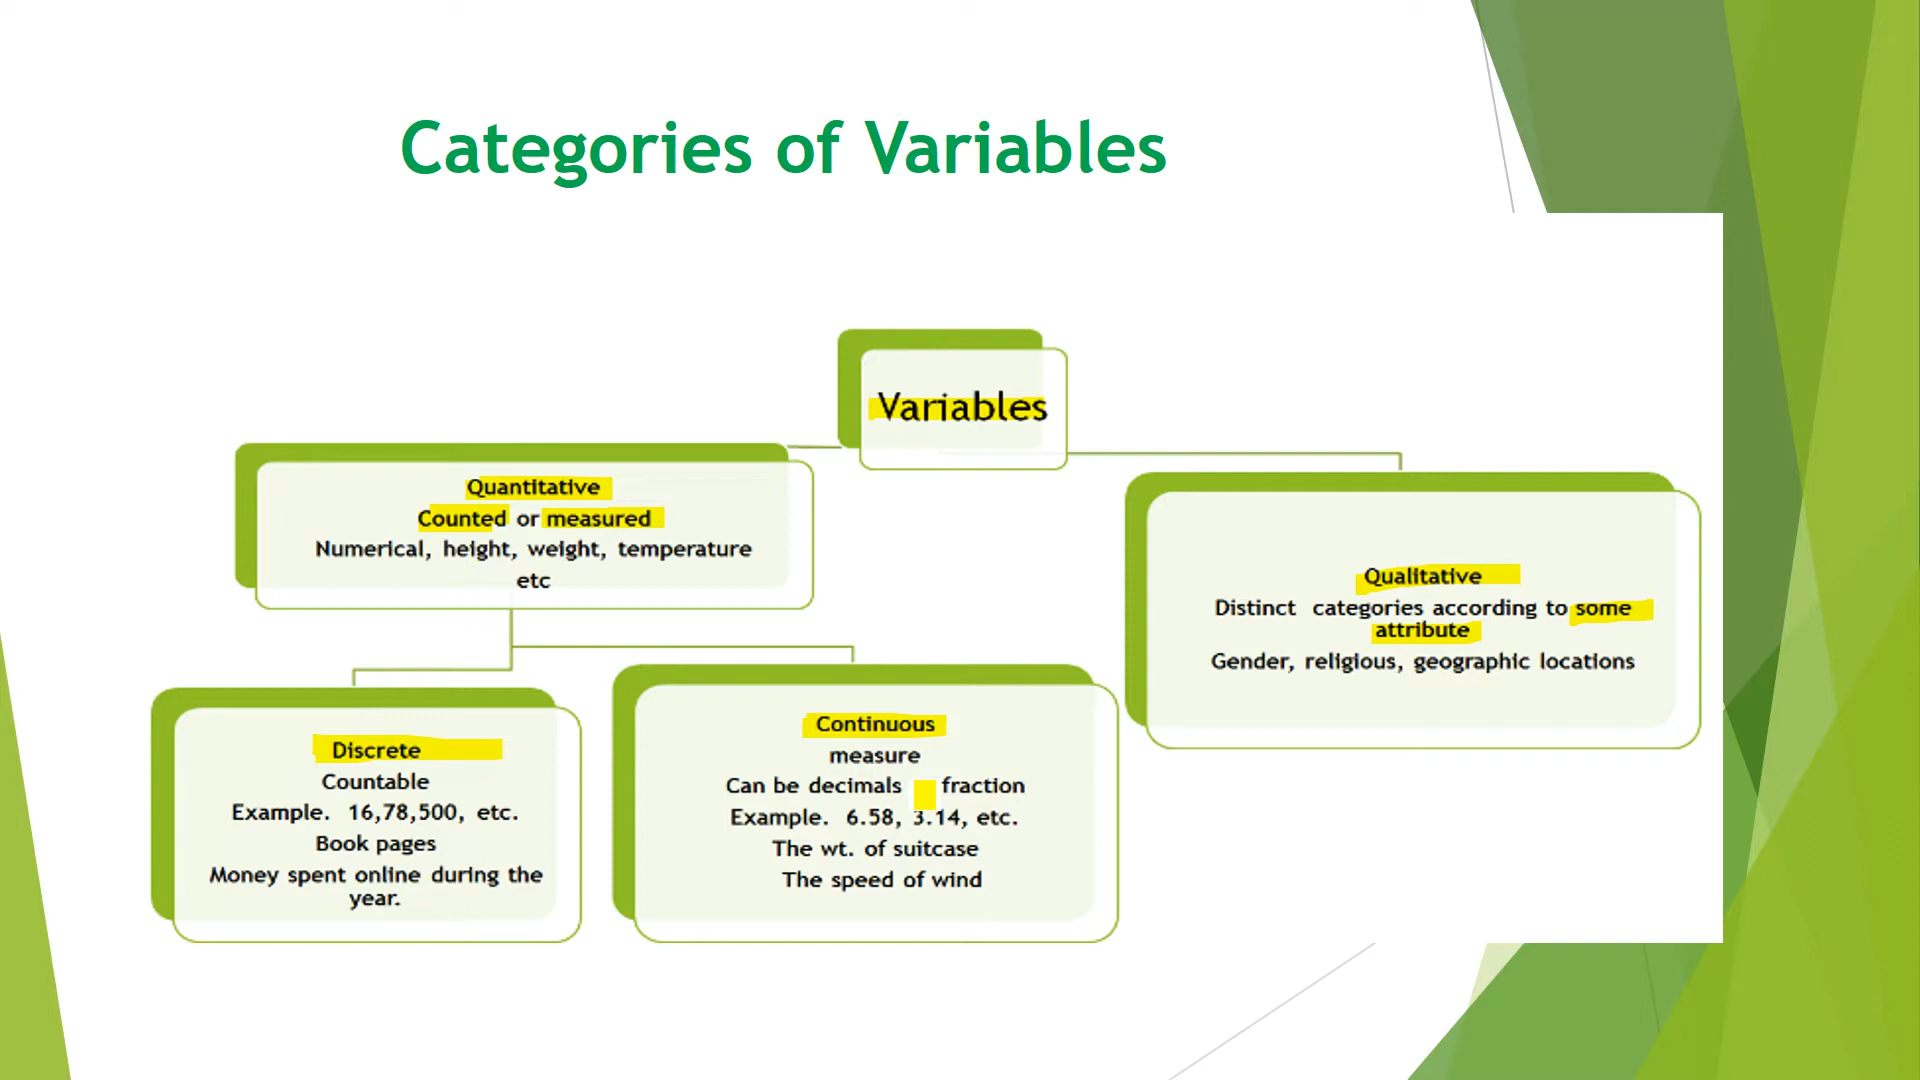 Categories of Variables
Variables
Quantitative
Counted or measured
Numerical, height, weight, temperature
etc
Qualitative
Distinct categories according to some
attribute
Gender, religious, geographic locations
Discrete
Countable
Example. 16,78,500, etc.
Book pages
Money spent online during the
year.
Continuous
measure
Can be decimals fraction
Example. 6.58, 3.14, etc.
The wt. of suitcase
The speed of wind